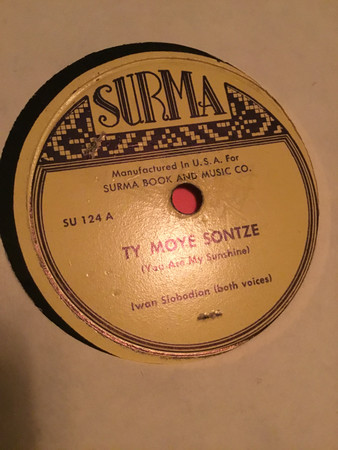 SURMA
Manufactured In U.S.A. For
SURMA BOOK AND MUSIC CO.
SU 124 A
TY MOYE SONTZE
(You Are My Sunshine)
Iwan Slobodian (both voices)